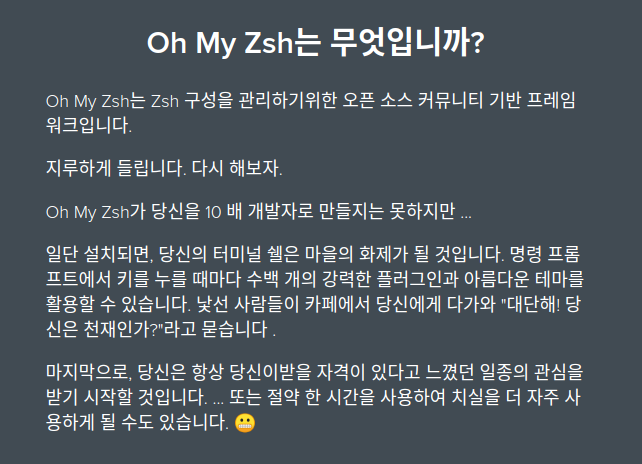 Oh My Zsh는 무엇입니까?
Oh My Zsh는 Zsh 구성을 관리하기위한 오픈 소스 커뮤니티 기반 프레임
워크입니다.
지루하게 들립니다. 다시 해보자.
Oh My Zsh가 당신을 10 배 개발자로 만들지는 못하지만 ...
일단 설치되면, 당신의 터미널 쉘은 마을의 화제가 될 것입니다. 명령 프롬
프트에서 키를 누를 때마다 수백 개의 강력한 플러그인과 아름다운 테마를
활용할 수 있습니다. 낯선 사람들이 카페에서 당신에게 다가와 "대단해! 당
신은 천재인가?"라고 묻습니다 .
마지막으로, 당신은 항상 당신이받을 자격이 있다고 느꼈던 일종의 관심을
받기 시작할 것입니다. ... 또는 절약 한 시간을 사용하여 치실을 더 자주 사
용하게 될 수도 있습니다. 😬